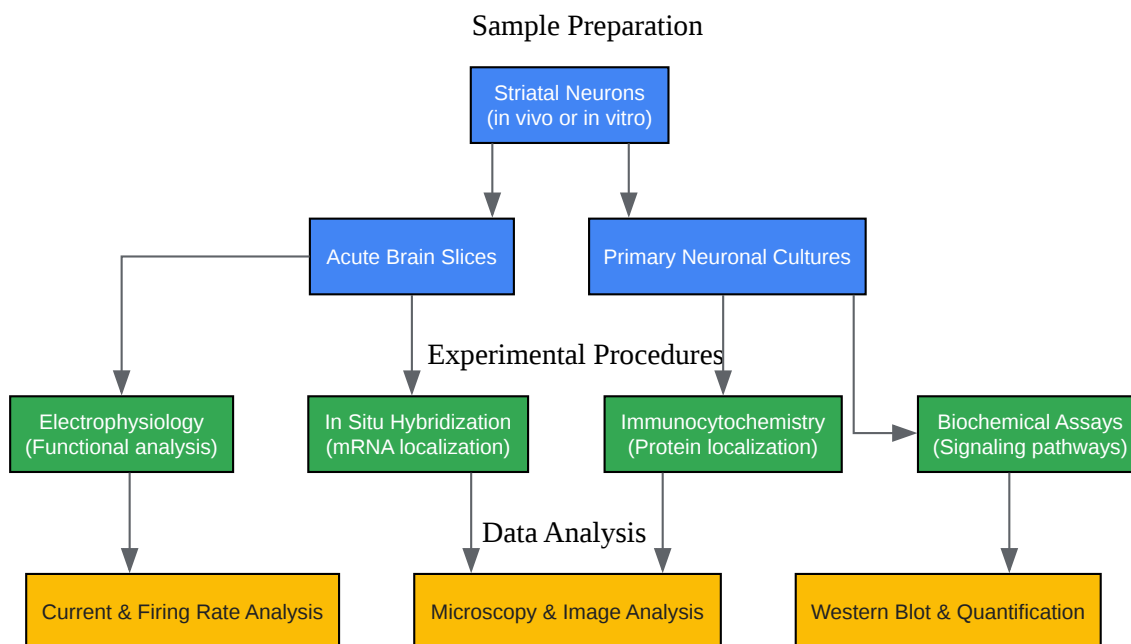 Sample Preparation
Striatal Neurons
(in vivo or in vitro)
Acute Brain Slices
Primary Neuronal Cultures
Experimental Procedures
Electrophysiology
(Functional analysis)
In Situ Hybridization
(mRNA localization)
Immunocytochemistry
(Protein localization)
Biochemical Assays
(Signaling pathways)
Data Analysis
Current & Firing Rate Analysis
Microscopy & Image Analysis
Western Blot & Quantification